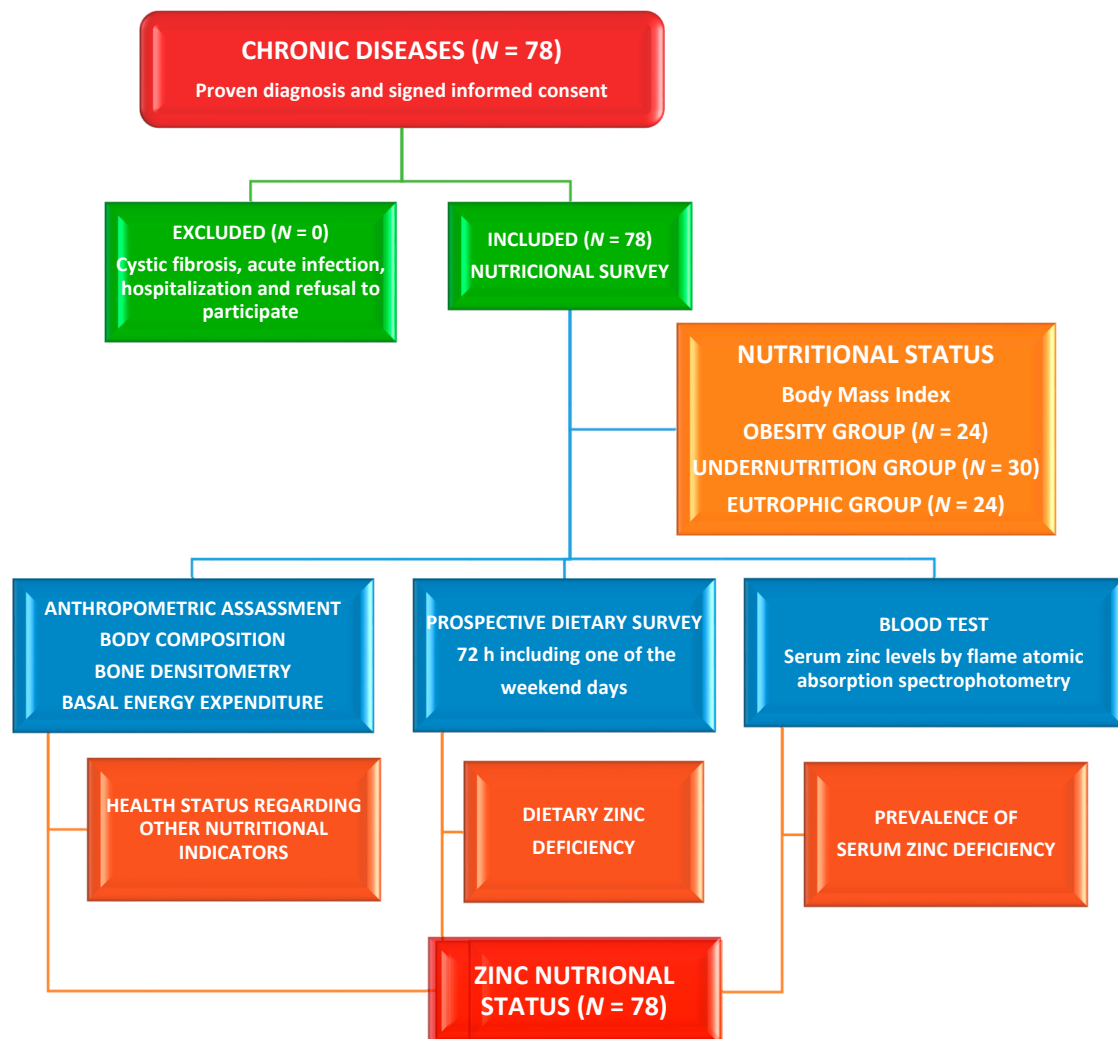 CHRONIC DISEASES (N = 78)
Proven diagnosis and signed informed consent
EXCLUDED (N = 0)
Cystic fibrosis, acute infection,
hospitalization and refusal to
participate
INCLUDED (N = 78)
NUTRICIONAL SURVEY
NUTRITIONAL STATUS
Body Mass Index
OBESITY GROUP (N = 24)
UNDERNUTRITION GROUP (N = 30)
EUTROPHIC GROUP (N = 24)
ANTHROPOMETRIC ASSASSMENT
BODY COMPOSITION
BONE DENSITOMETRY
BASAL ENERGY EXPENDITURE
PROSPECTIVE DIETARY SURVEY
72 h including one of the
weekend days
BLOOD TEST
Serum zinc levels by flame atomic
absorption spectrophotometry
HEALTH STATUS REGARDING
OTHER NUTRITIONAL
INDICATORS
DIETARY ZINC
DEFICIENCY
PREVALENCE OF
SERUM ZINC DEFICIENCY
ZINC NUTRIONAL
STATUS (N = 78)